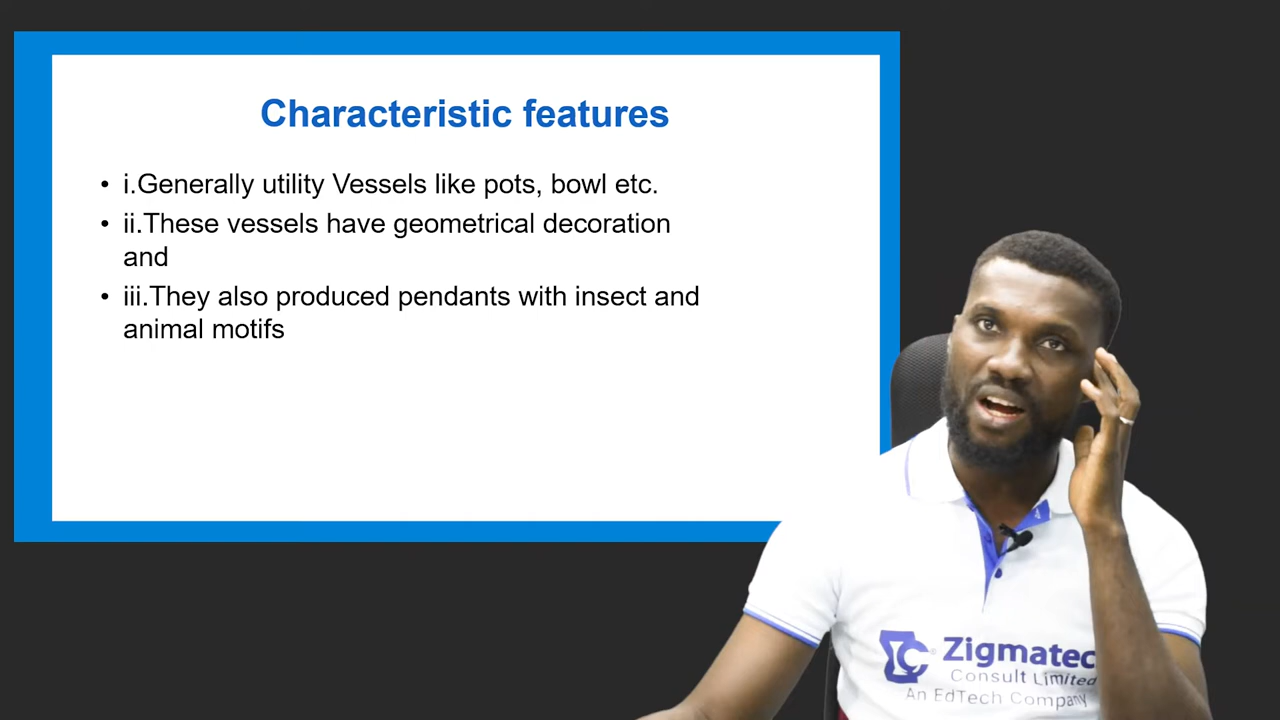 Characteristic features
• i.Generally utility Vessels like pots, bowl etc.
• ii.These vessels have geometrical decoration
and
• iii.They also produced pendants with insect and
animal motifs
Zigmatec
Consult Limited
An EdTech Company